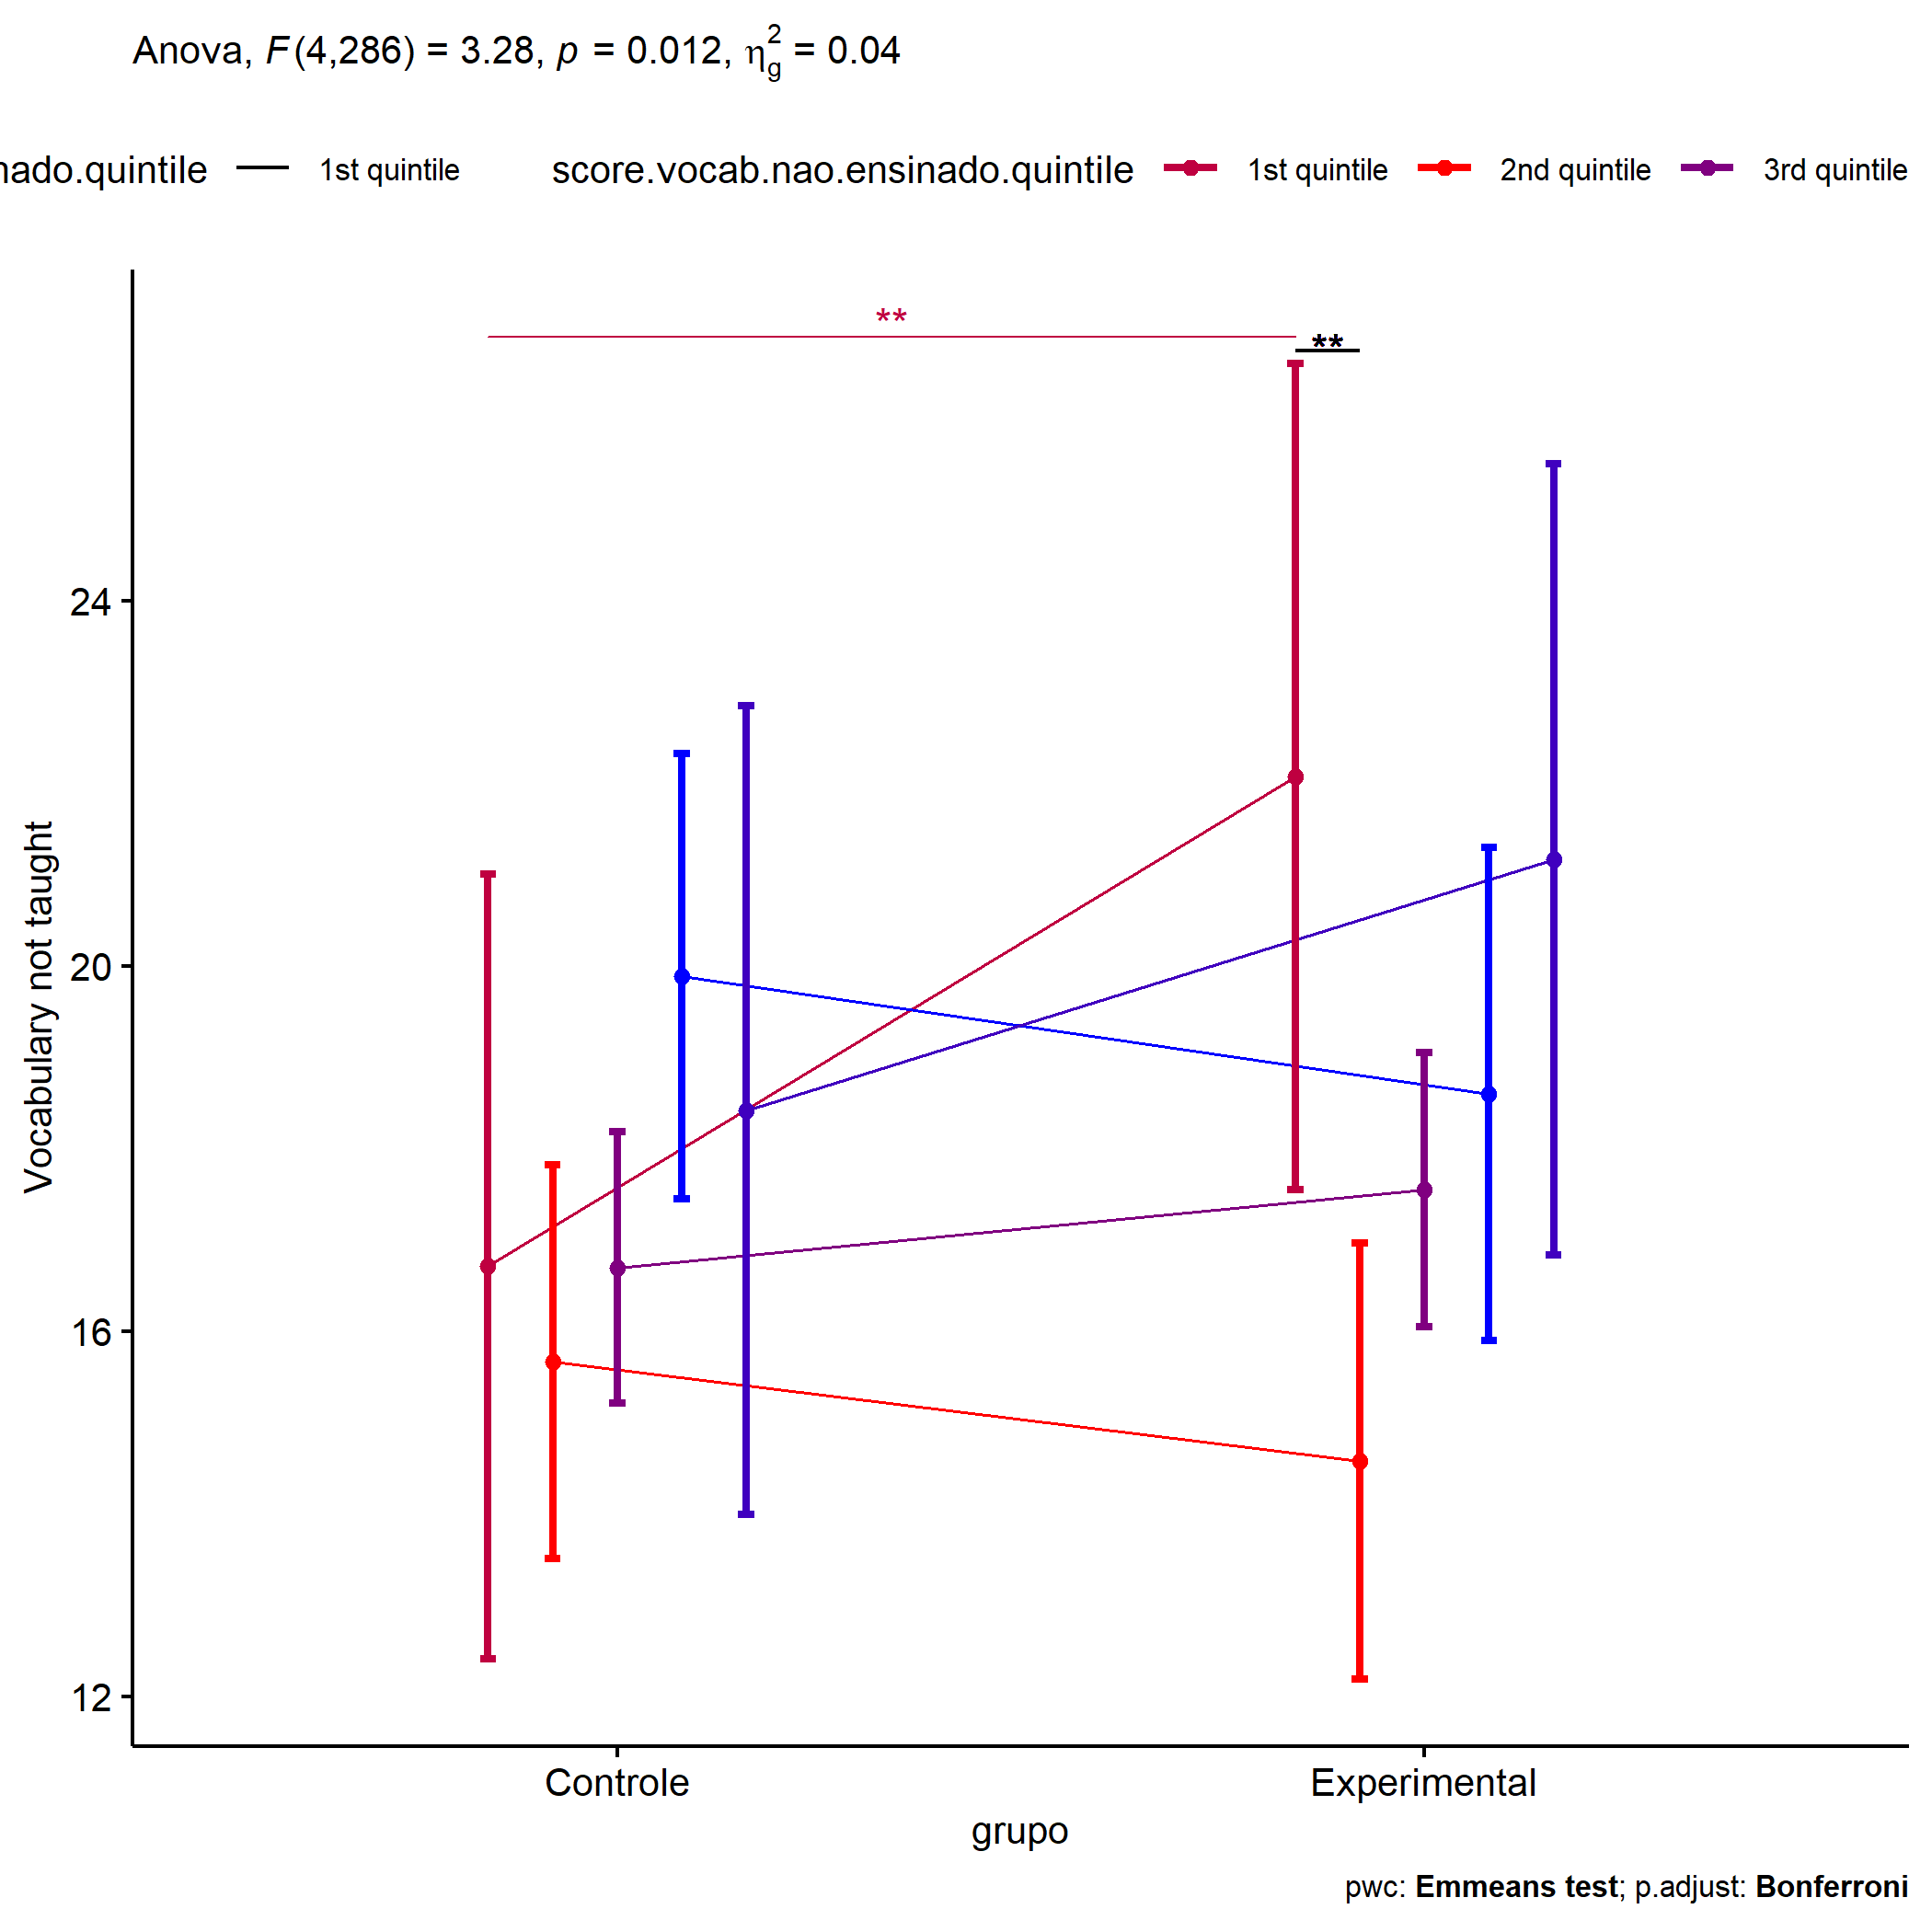 Anova, F(4,286) = 3.28, p = 0.012, η²g = 0.04
nado.quintile 1st quintile score.vocab.nao.ensinado.quintile 1st quintile 2nd quintile 3rd quintile
**
**
24
20
16
12
Vocabulary not taught
Controle Experimental
grupo
pwc: Emmeans test; p.adjust: Bonferroni